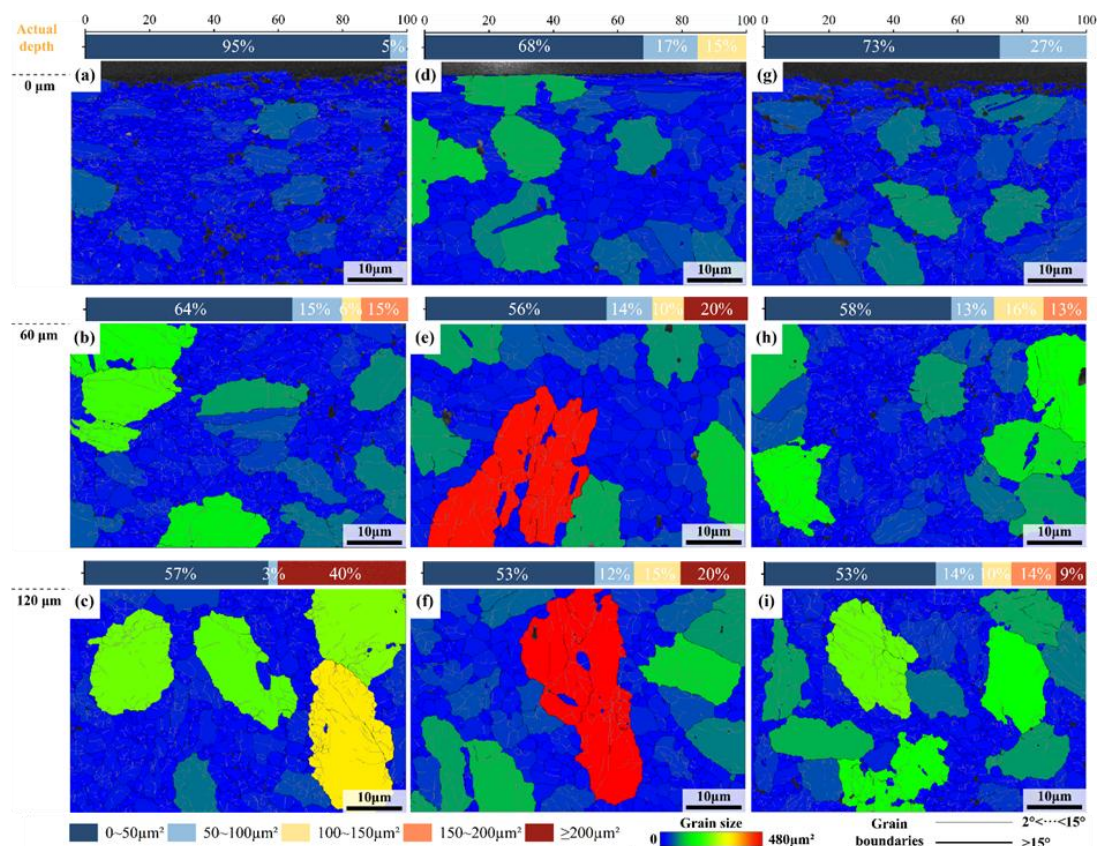 0 20 40 60 80 100 0 20 40 60 80 100 0 20 40 60 80 100
Actual
depth
95% 5% 68% 17% 15% 73% 27%
0 μm
(a) (d) (g)
10μm 10μm 10μm
64% 15% 6% 15% 56% 14% 10% 20% 58% 13% 16% 13%
60 μm
(b) (e) (h)
10μm 10μm 10μm
57% 3% 40% 53% 12% 15% 20% 53% 14% 10% 14% 9%
120 μm
(c) (f) (i)
10μm 10μm 10μm
0~50μm² 50~100μm² 100~150μm² 150~200μm² ≥200μm²
Grain size
0 480μm²
Grain
boundaries
2°<···<15°
>15°